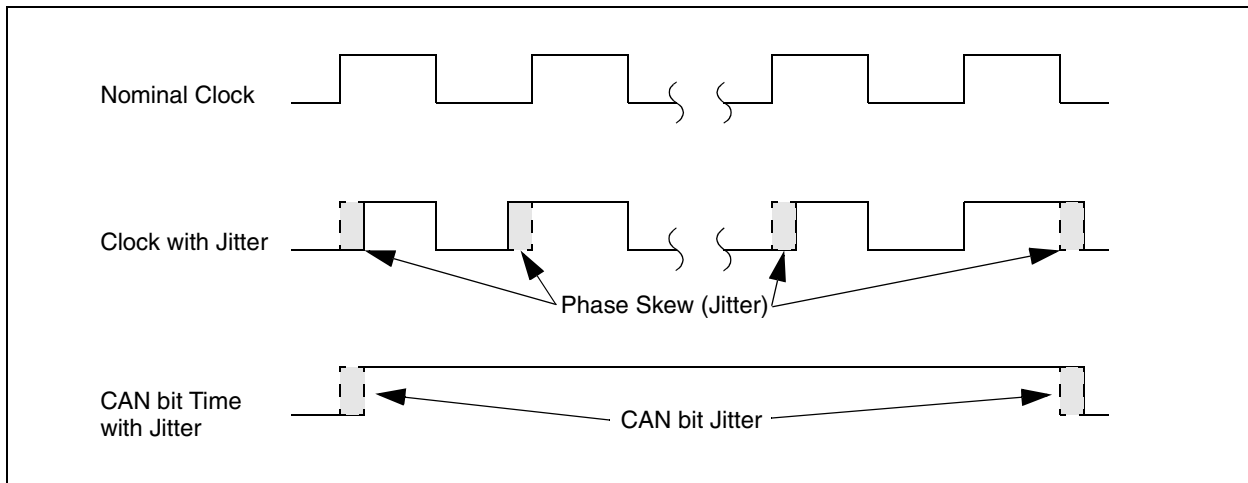 Nominal Clock
Clock with Jitter
Phase Skew (Jitter)
CAN bit Time
with Jitter
CAN bit Jitter